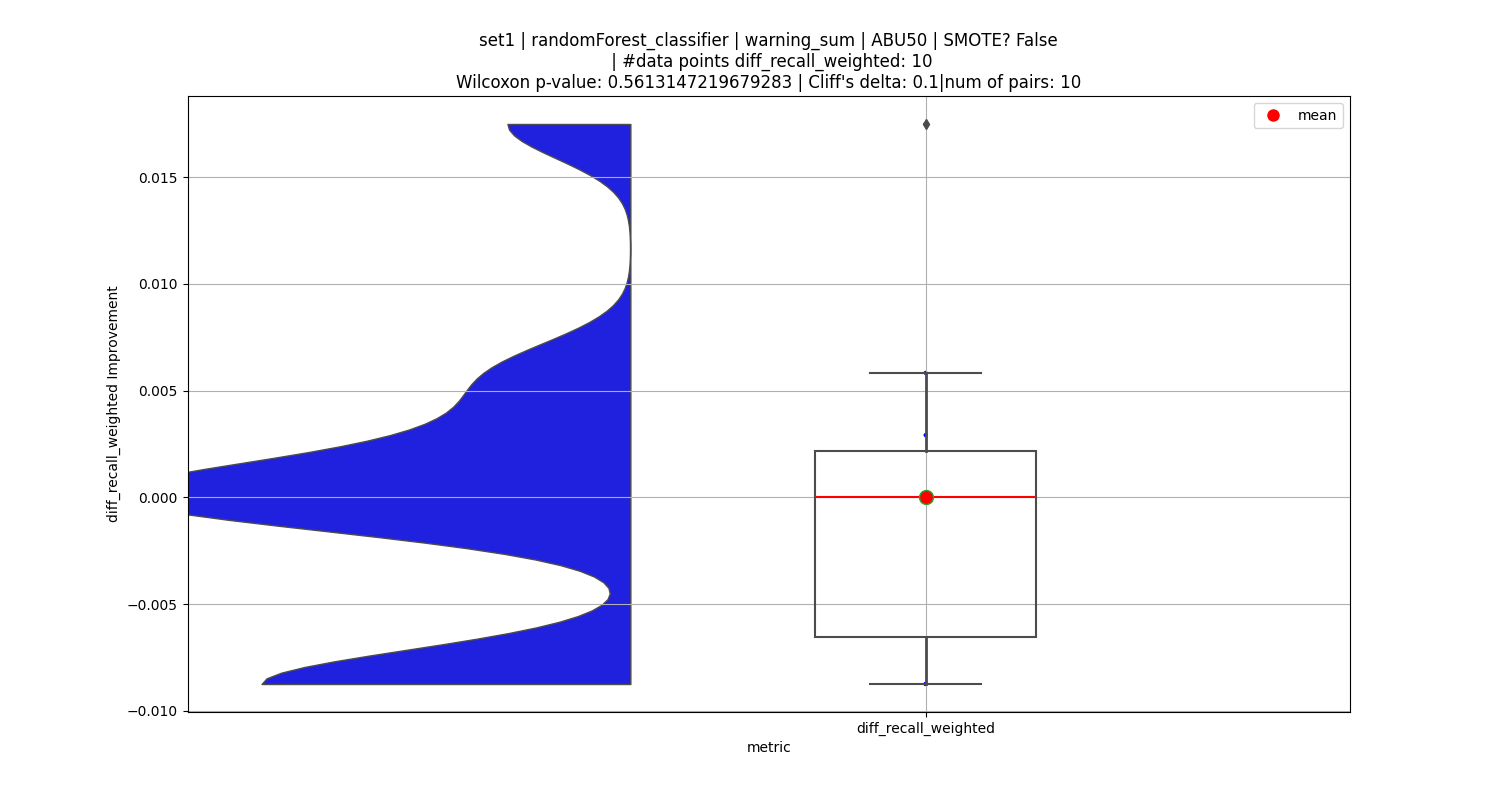 set1 | randomForest_classifier | warning_sum | ABU50 | SMOTE? False
| #data points diff_recall_weighted: 10
Wilcoxon p-value: 0.5613147219679283 | Cliff's delta: 0.1|num of pairs: 10
mean
0.015
0.010
0.005
0.000
−0.005
−0.010
diff_recall_weighted Improvement
diff_recall_weighted
metric